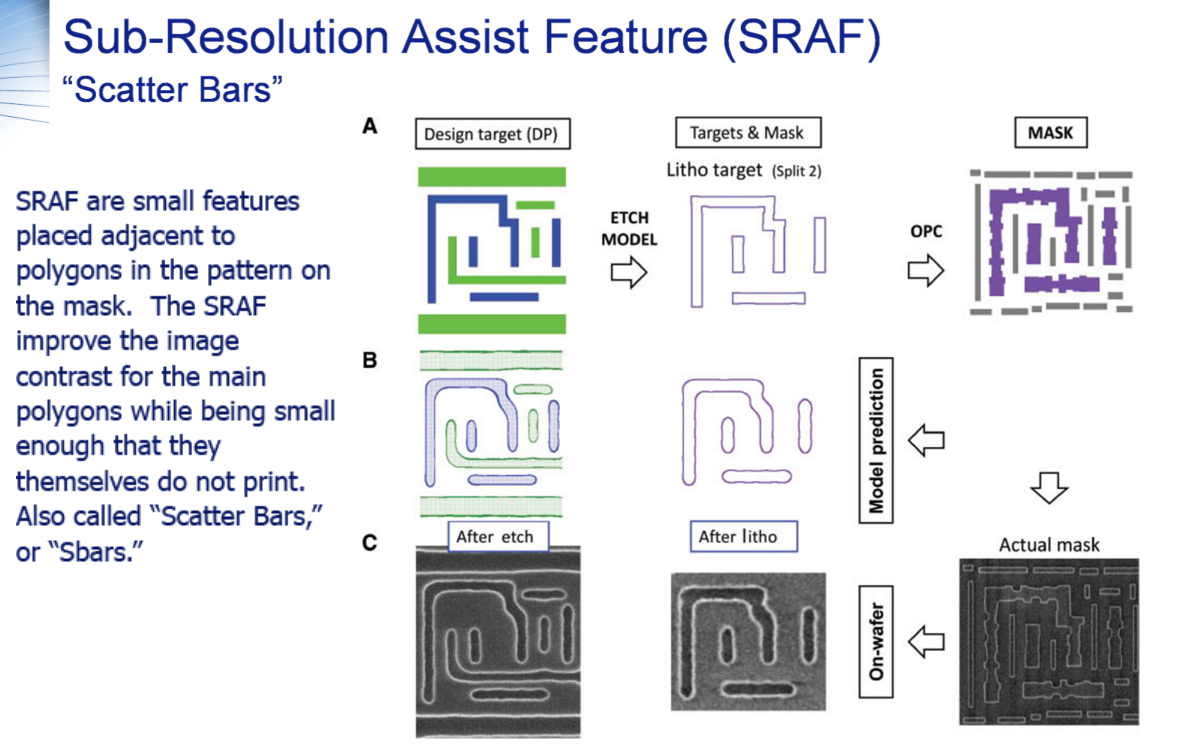 Sub-Resolution Assist Feature (SRAF)
“Scatter Bars”
SRAF are small features
placed adjacent to
polygons in the pattern on
the mask.  The SRAF
improve the image
contrast for the main
polygons while being small
enough that they
themselves do not print.
Also called “Scatter Bars,”
or “Sbars.”
A
Design target (DP)
Targets & Mask
MASK
Litho target (Split 2)
ETCH
MODEL
OPC
B
Model prediction
C
After etch
After litho
Actual mask
On-wafer